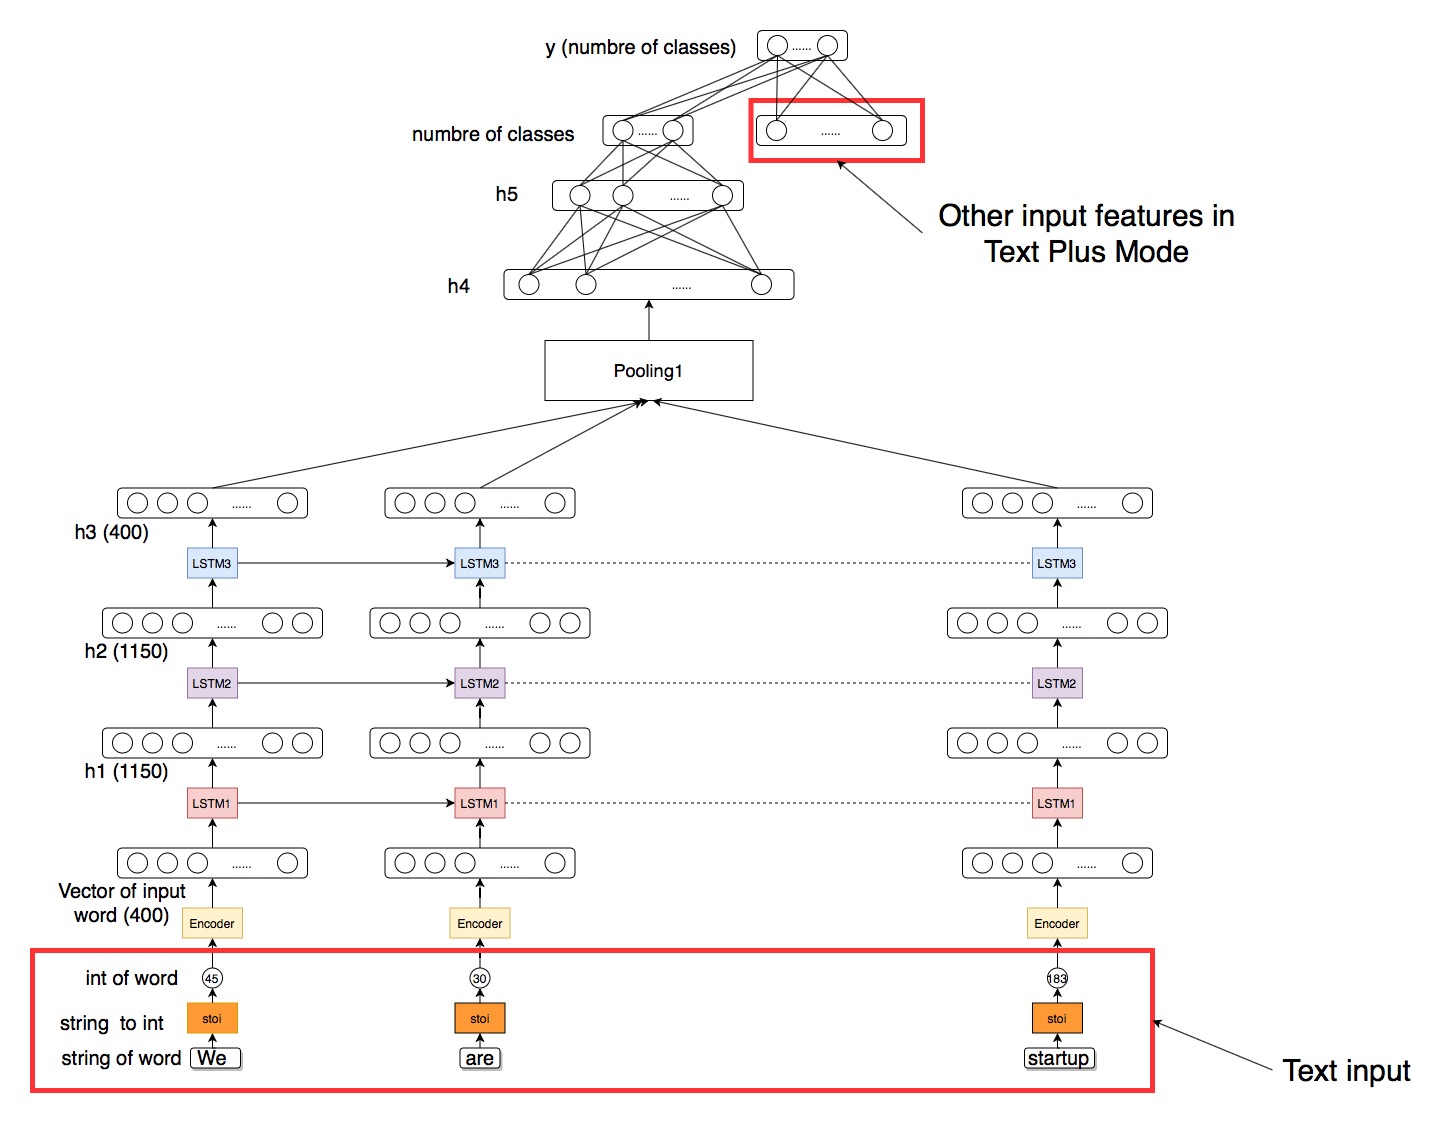 y (numbre of classes)
......
numbre of classes
......
......
h5
......
Other input features in
Text Plus Mode
h4
......
Pooling1
......
......
......
h3 (400)
LSTM3
LSTM3
LSTM3
......
......
......
h2 (1150)
LSTM2
LSTM2
LSTM2
......
......
......
h1 (1150)
LSTM1
LSTM1
LSTM1
......
......
......
Vector of input
word (400)
Encoder
Encoder
Encoder
int of word
45
30
183
string to int
stoi
stoi
stoi
string of word
We
are
startup
Text input